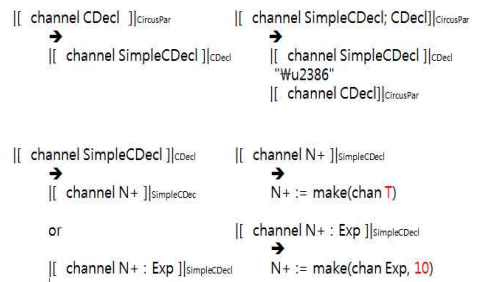 |[ channel CDecl ]|CircusPar
➔
|[ channel SimpleCDecl ]|CDecl
|[ channel SimpleCDecl; CDecl]|CircusPar
➔
|[ channel SimpleCDecl ]|CDecl
"₩u2386"
|[ channel CDecl]|CircusPar
|[ channel SimpleCDecl ]|CDecl
➔
|[ channel N+ ]|SimpleCDec
or
|[ channel N+ : Exp ]|SimpleCDecl
|[ channel N+ ]|SimpleCDecl
➔
N+ := make(chan T)
|[ channel N+ : Exp ]|SimpleCDecl
➔
N+ := make(chan Exp, 10)